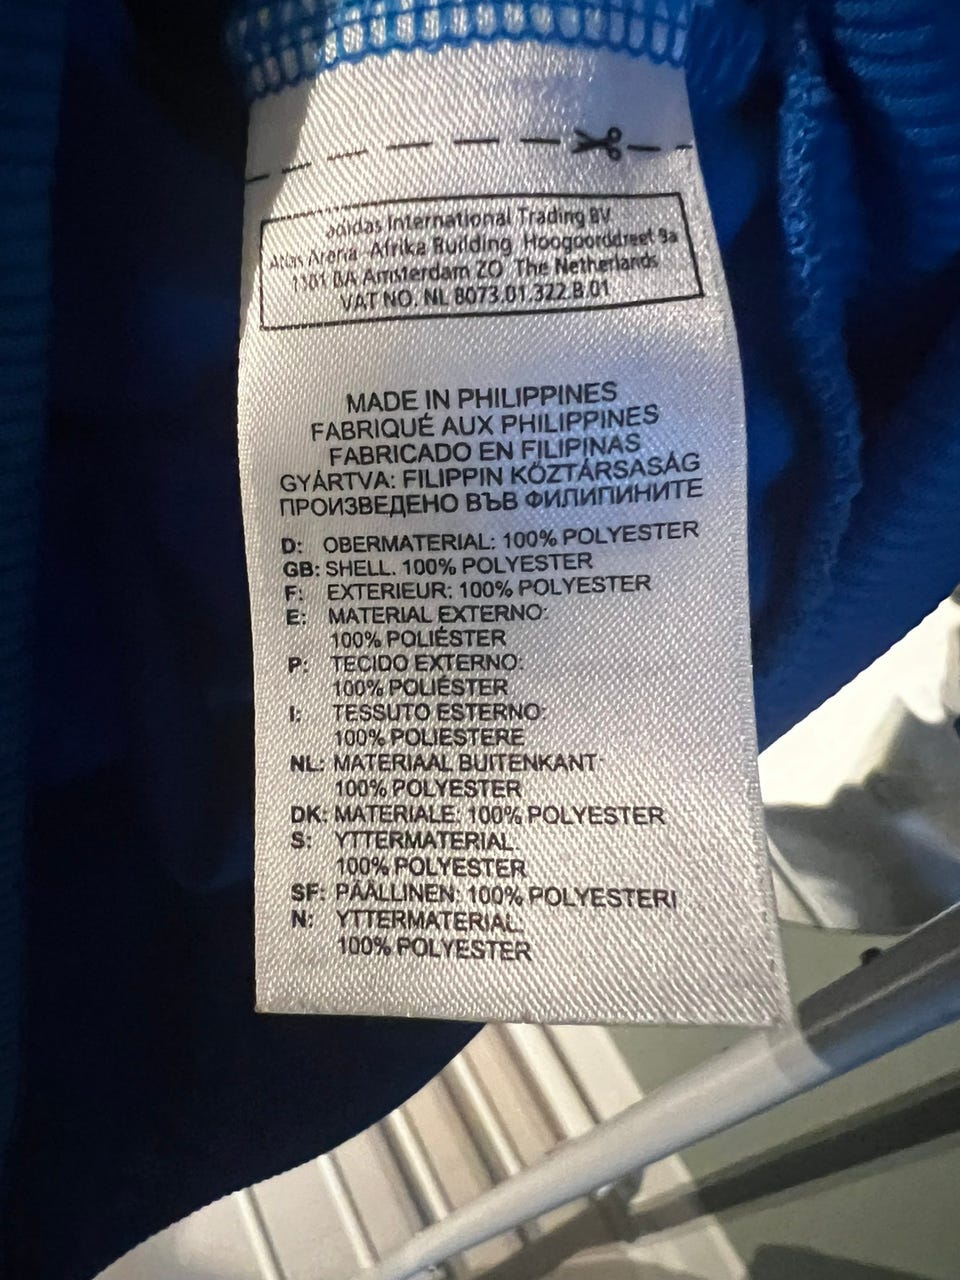 adidas International Trading BV
Atlas Arena Afrika Building Hoogoorddreef 9a
1101 BA Amsterdam ZO The Netherlands
VAT NO. NL 8073.01.322.B.01
MADE IN PHILIPPINES
FABRIQUÉ AUX PHILIPPINES
FABRICADO EN FILIPINAS
GYÁRTVA: FILIPPIN KÖZTÁRSASÁG
ПРОИЗВЕДЕНО ВЪВ ФИЛИПИНИТЕ
D: OBERMATERIAL: 100% POLYESTER
GB: SHELL. 100% POLYESTER
F: EXTERIEUR: 100% POLYESTER
E: MATERIAL EXTERNO:
100% POLIÉSTER
P: TECIDO EXTERNO:
100% POLIÉSTER
I: TESSUTO ESTERNO:
100% POLIESTERE
NL: MATERIAAL BUITENKANT:
100% POLYESTER
DK: MATERIALE: 100% POLYESTER
S: YTTERMATERIAL:
100% POLYESTER
SF: PÄÄLLINEN: 100% POLYESTERI
N: YTTERMATERIAL:
100% POLYESTER